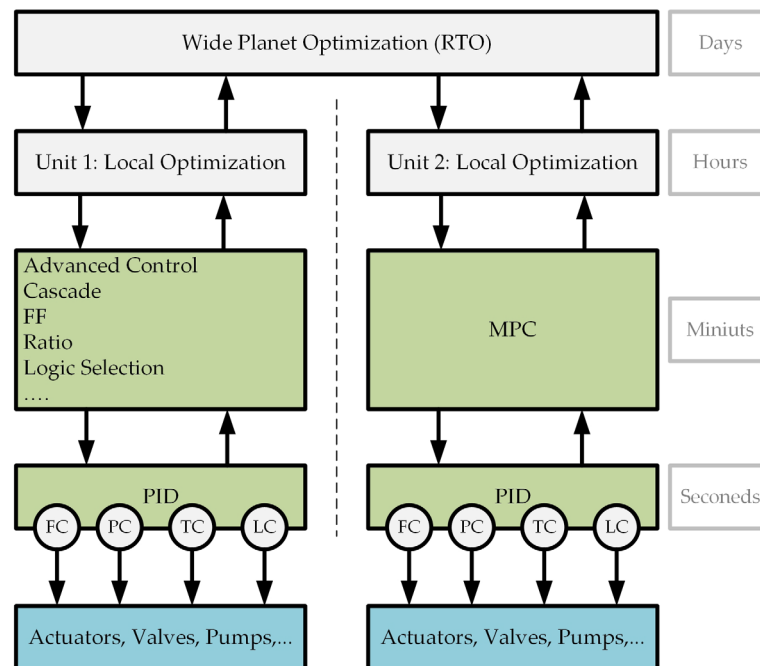 Wide Planet Optimization (RTO)
Days
Unit 1: Local Optimization
Unit 2: Local Optimization
Hours
Advanced Control
Cascade
FF
Ratio
Logic Selection
....
MPC
Miniuts
PID
PID
Seconeds
FC
PC
TC
LC
FC
PC
TC
LC
Actuators, Valves, Pumps,...
Actuators, Valves, Pumps,...